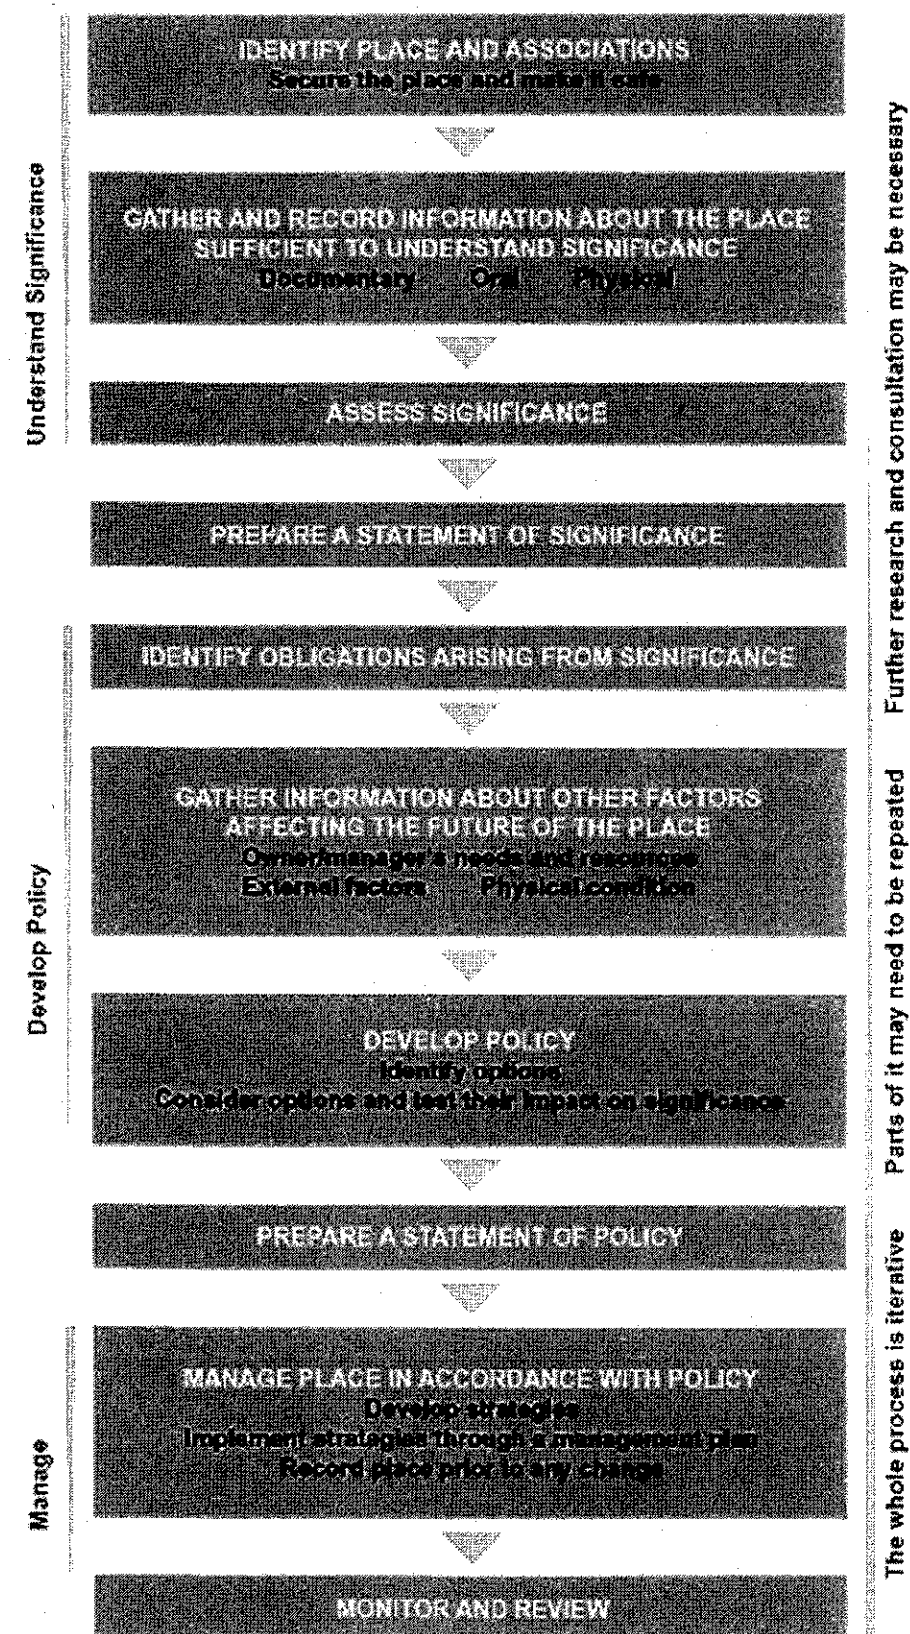 Understand Significance
IDENTIFY PLACE AND ASSOCIATIONS
Secure the place and make it safe
GATHER AND RECORD INFORMATION ABOUT THE PLACE
SUFFICIENT TO UNDERSTAND SIGNIFICANCE
Documentary Oral Physical
ASSESS SIGNIFICANCE
PREPARE A STATEMENT OF SIGNIFICANCE
Develop Policy
IDENTIFY OBLIGATIONS ARISING FROM SIGNIFICANCE
GATHER INFORMATION ABOUT OTHER FACTORS
AFFECTING THE FUTURE OF THE PLACE
Owner/manager's needs and resources
External factors Physical condition
DEVELOP POLICY
Identify options
Consider options and test their impact on significance
PREPARE A STATEMENT OF POLICY
Manage
MANAGE PLACE IN ACCORDANCE WITH POLICY
Develop strategies
Implement strategies through a management plan
Record place prior to any change
MONITOR AND REVIEW
The whole process is iterative Parts of it may need to be repeated Further research and consultation may be necessary